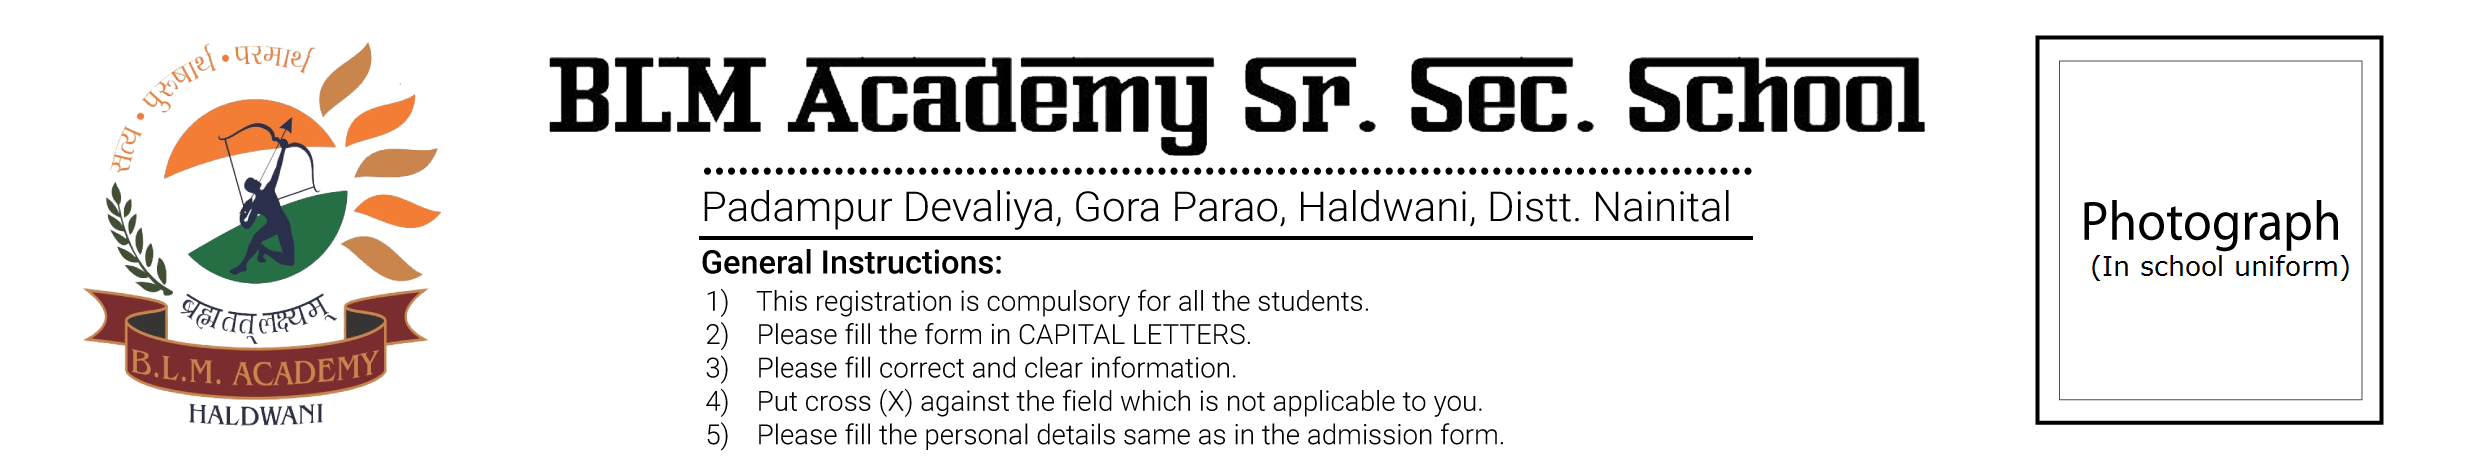 सत्य • पुरुषार्थ • परमार्थ
ब्रह्म तत् लक्ष्यम्
B.L.M. ACADEMY
HALDWANI
BLM Academy Sr. Sec. School
Padampur Devaliya, Gora Parao, Haldwani, Distt. Nainital
General Instructions:
1) This registration is compulsory for all the students.
2) Please fill the form in CAPITAL LETTERS.
3) Please fill correct and clear information.
4) Put cross (X) against the field which is not applicable to you.
5) Please fill the personal details same as in the admission form.
Photograph
(In school uniform)